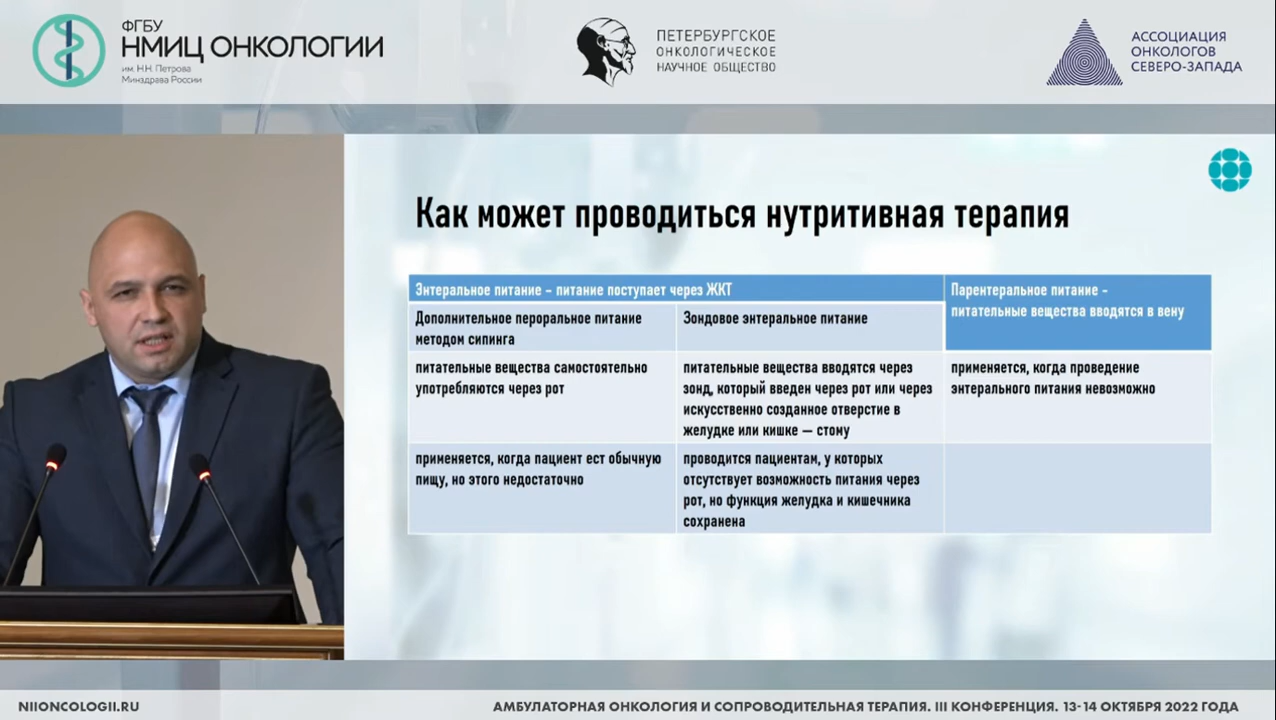 ФГБУ
НМИЦ ОНКОЛОГИИ
им. Н.Н. Петрова
Минздрава России
ПЕТЕРБУРГСКОЕ
ОНКОЛОГИЧЕСКОЕ
НАУЧНОЕ ОБЩЕСТВО
АССОЦИАЦИЯ
ОНКОЛОГОВ
СЕВЕРО-ЗАПАДА
Как может проводиться нутритивная терапия
Энтеральное питание – питание поступает через ЖКТ
Парентеральное питание –
питательные вещества вводятся в вену
Дополнительное пероральное питание
методом сипинга
Зондовое энтеральное питание
питательные вещества самостоятельно
употребляются через рот
питательные вещества вводятся через
зонд, который введен через рот или через
искусственно созданное отверстие в
желудке или кишке — стому
применяется, когда проведение
энтерального питания невозможно
применяется, когда пациент ест обычную
пищу, но этого недостаточно
проводится пациентам, у которых
отсутствует возможность питания через
рот, но функция желудка и кишечника
сохранена
NIIONCOLOGII.RU
АМБУЛАТОРНАЯ ОНКОЛОГИЯ И СОПРОВОДИТЕЛЬНАЯ ТЕРАПИЯ. III КОНФЕРЕНЦИЯ. 13-14 ОКТЯБРЯ 2022 ГОДА